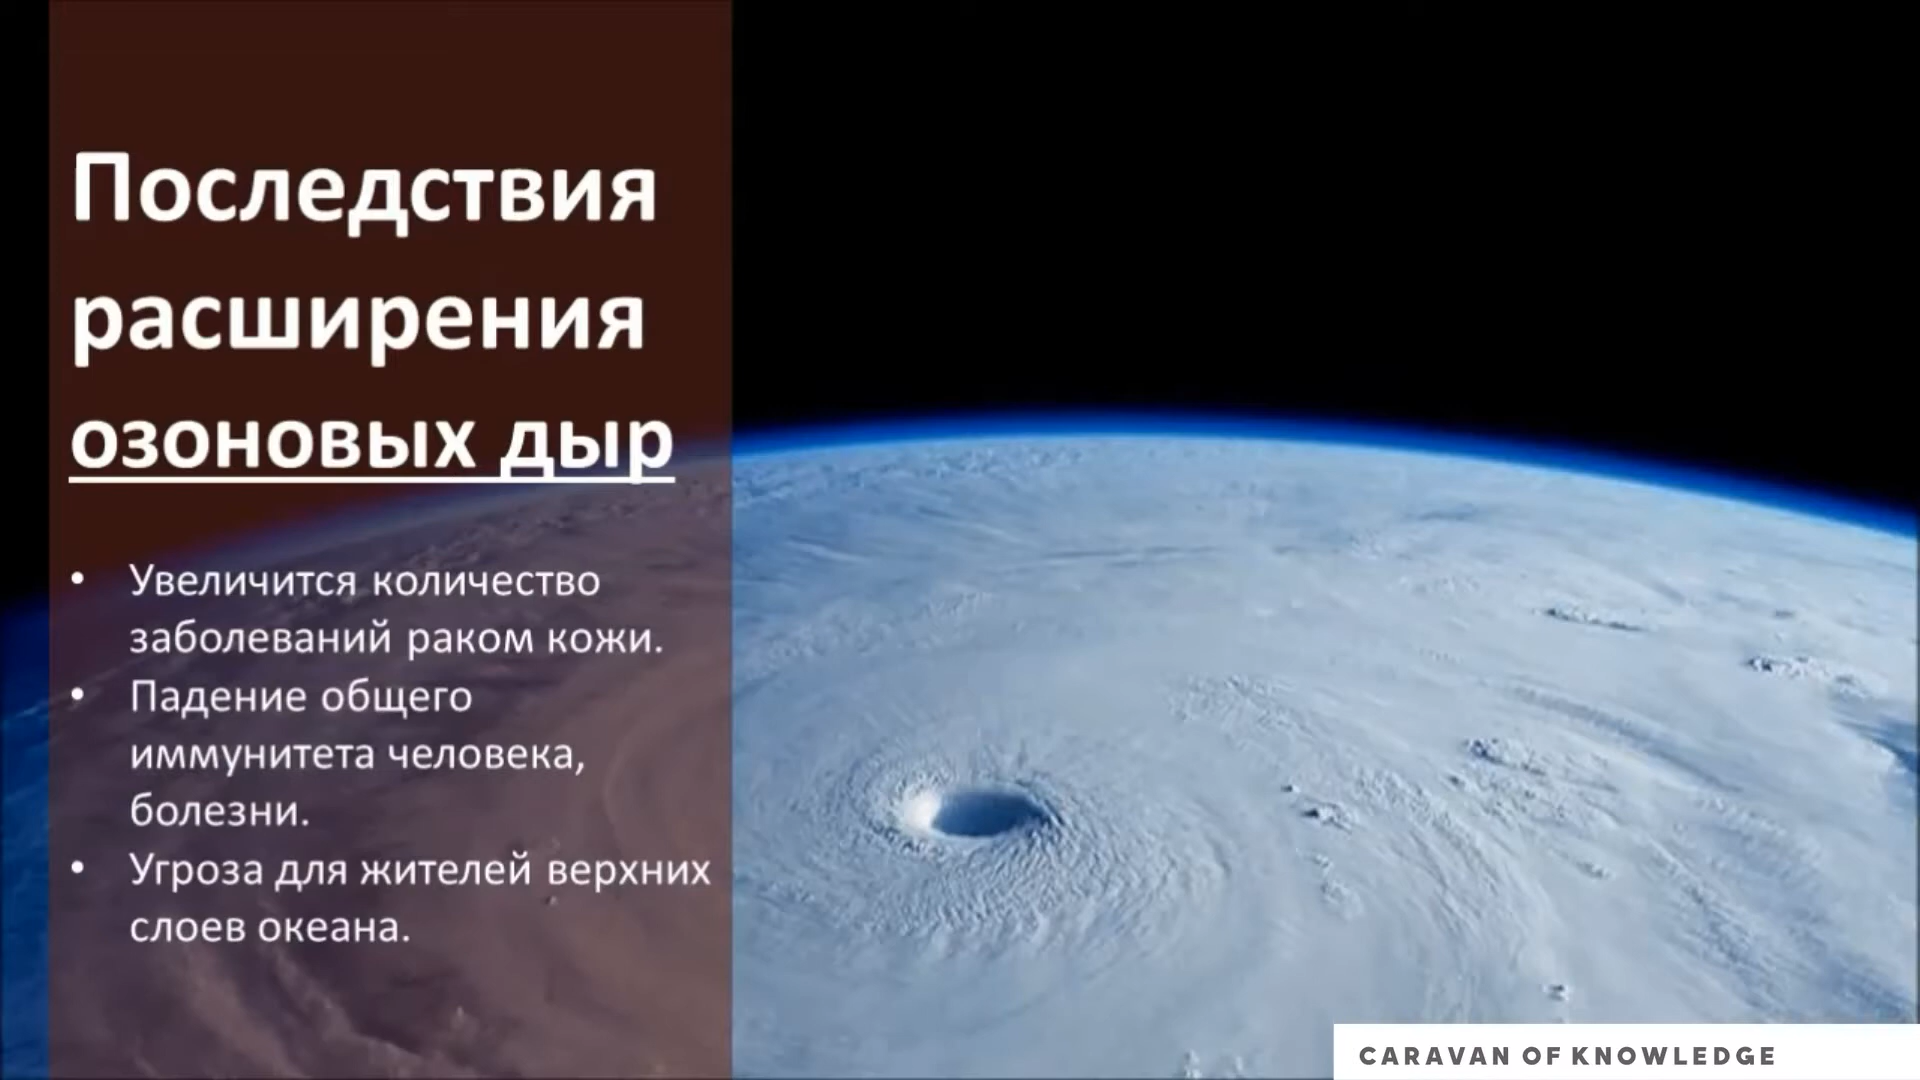 Последствия
расширения
озоновых дыр
• Увеличится количество
заболеваний раком кожи.
• Падение общего
иммунитета человека,
болезни.
• Угроза для жителей верхних
слоев океана.
CARAVAN OF KNOWLEDGE